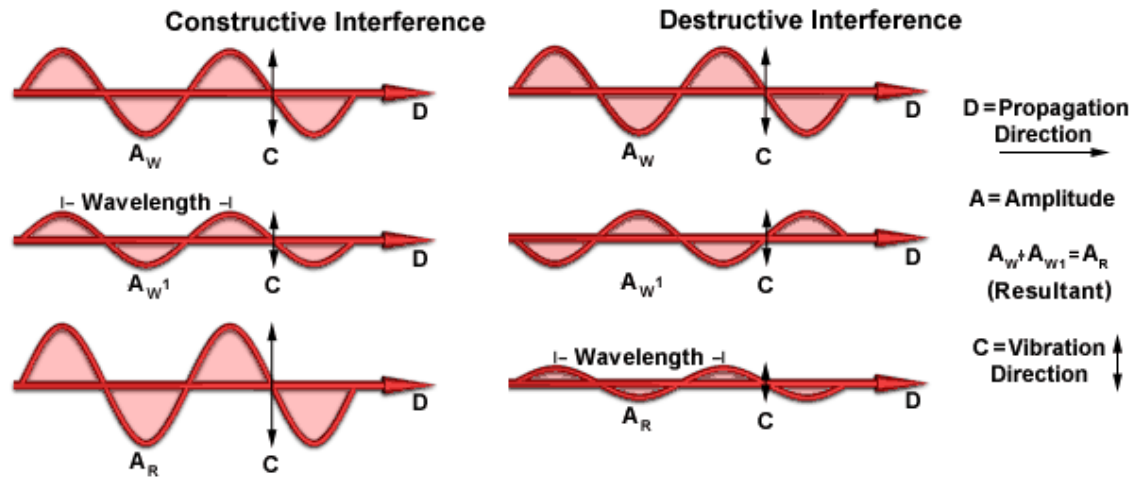 Constructive Interference
D
A_W
C
|- Wavelength -|
D
A_W1
C
D
A_R
C
Destructive Interference
D
A_W
C
D
A_W1
C
|- Wavelength -|
D
A_R
C
D=Propagation
Direction
A=Amplitude
A_W+A_W1=A_R
(Resultant)
C=Vibration
Direction